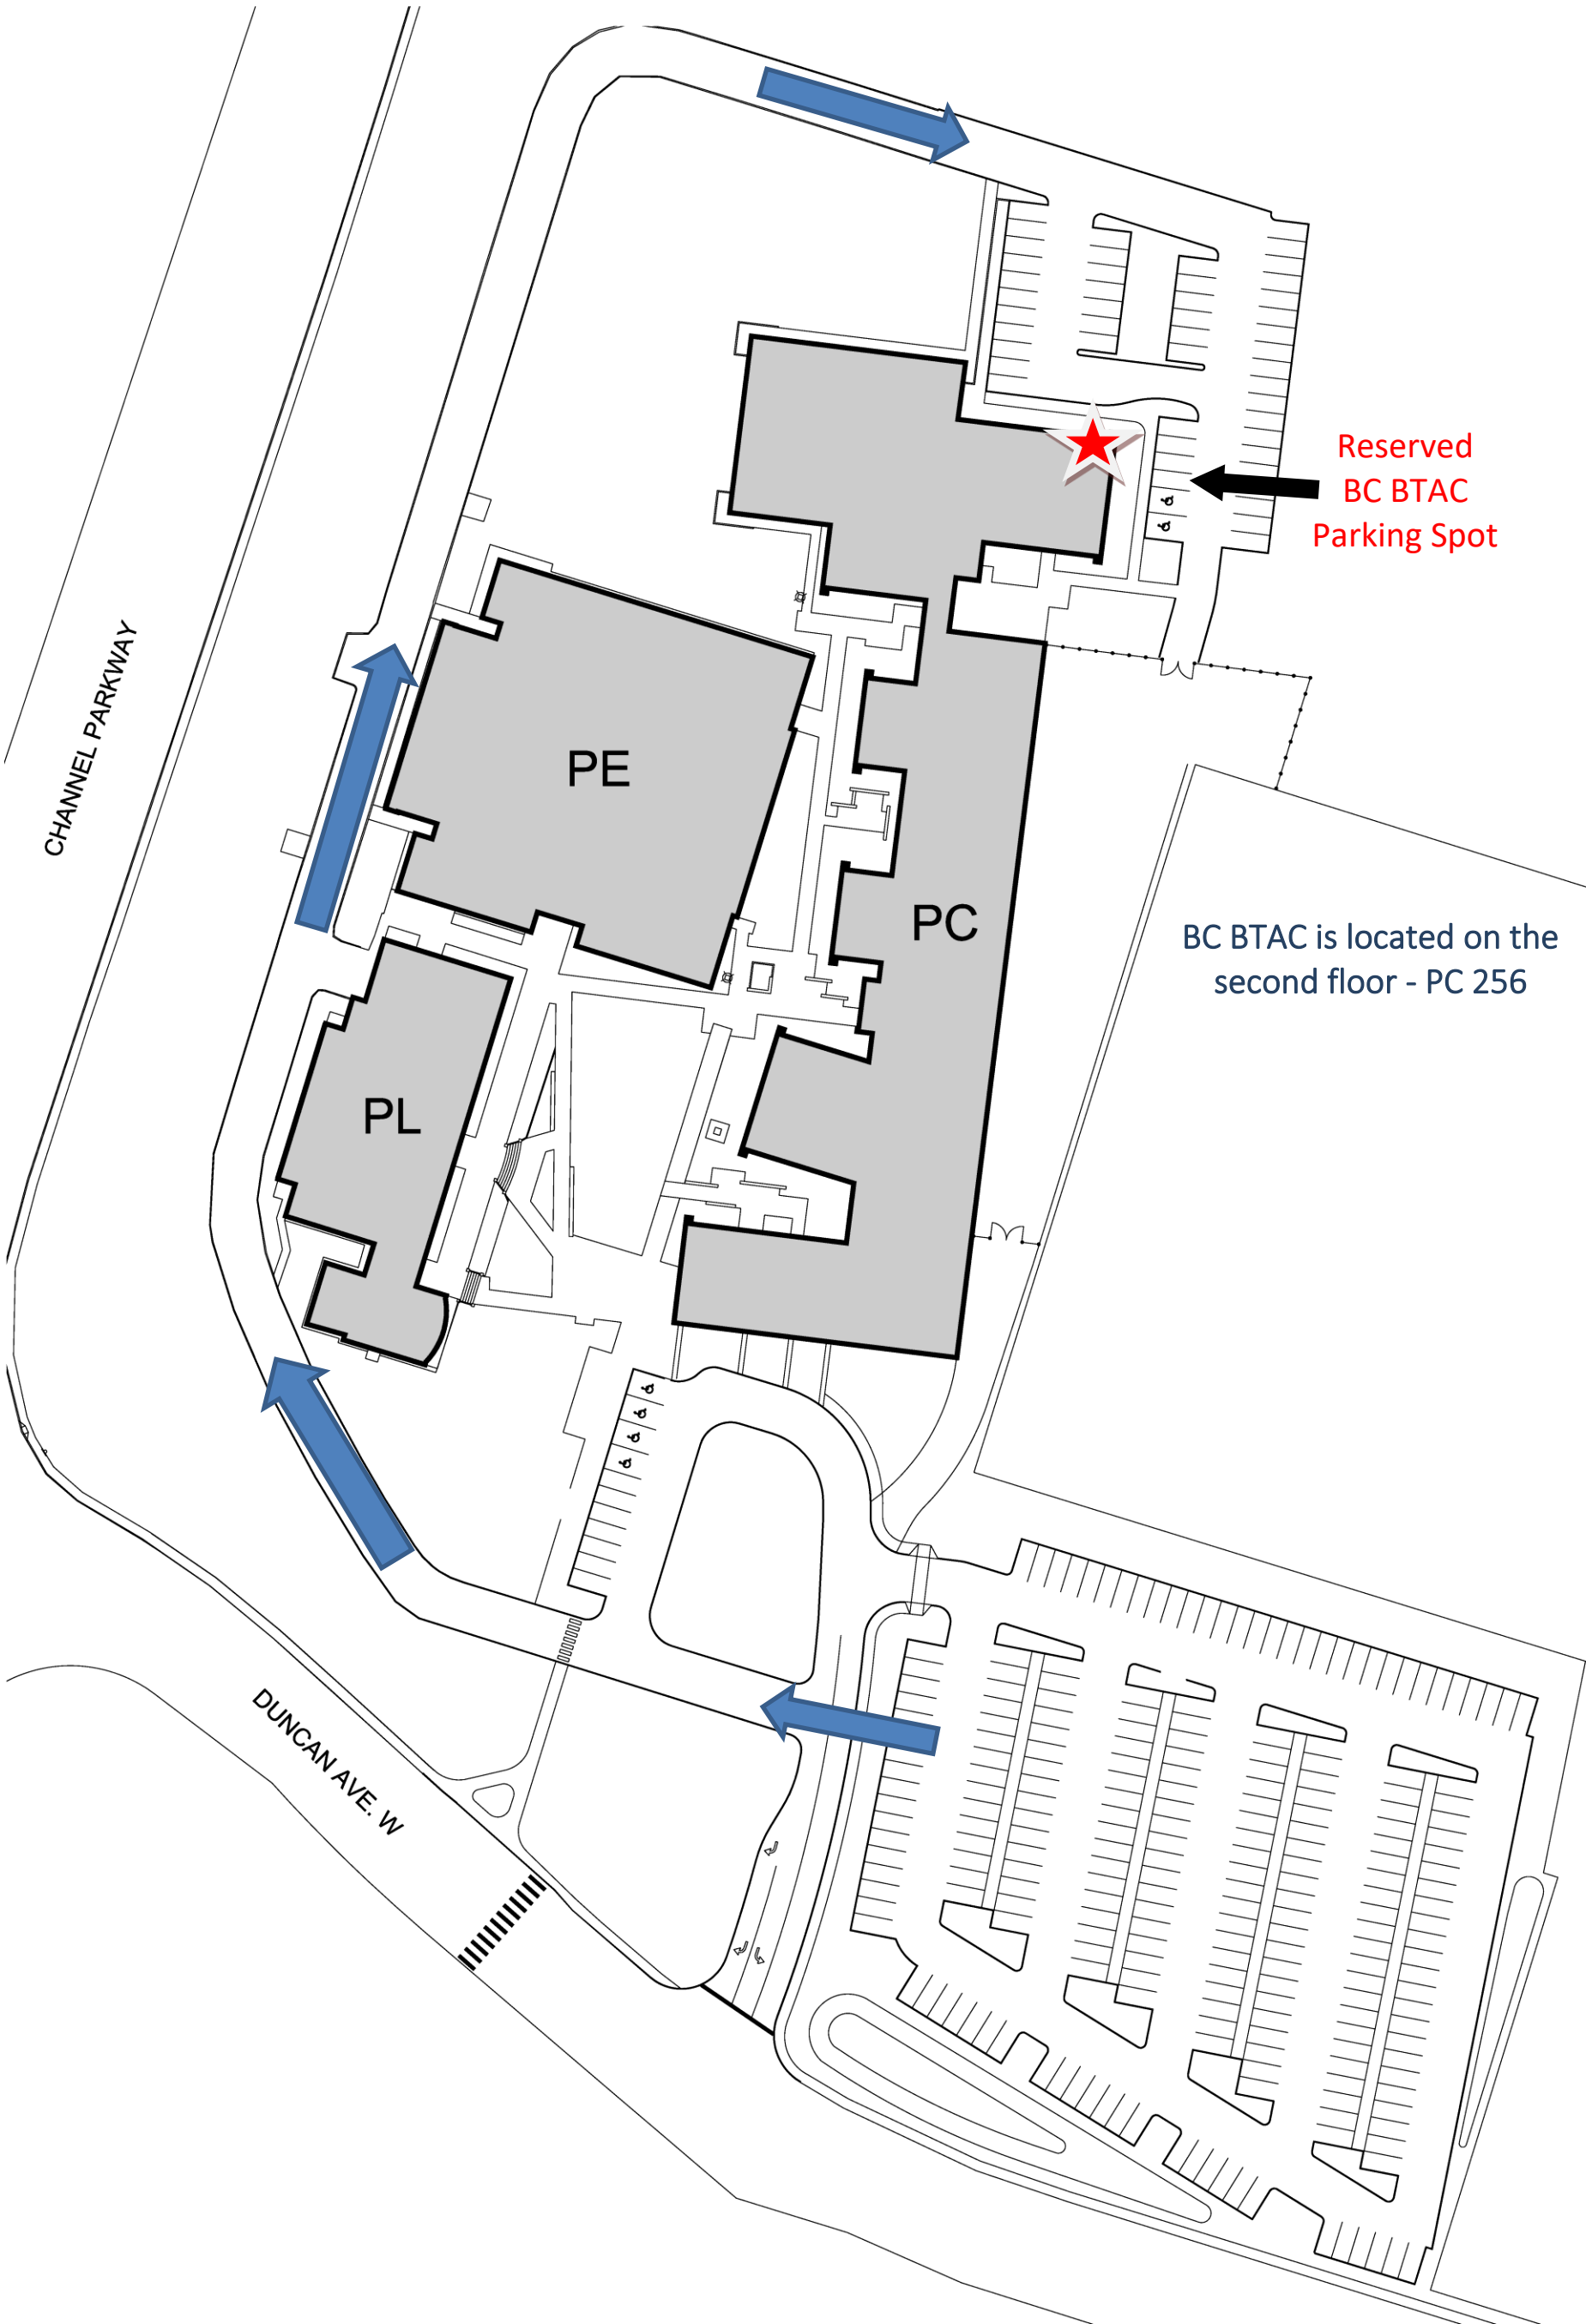 Reserved
BC BTAC
Parking Spot
CHANNEL PARKWAY
PE
PC
BC BTAC is located on the
second floor - PC 256
PL
DUNCAN AVE. W